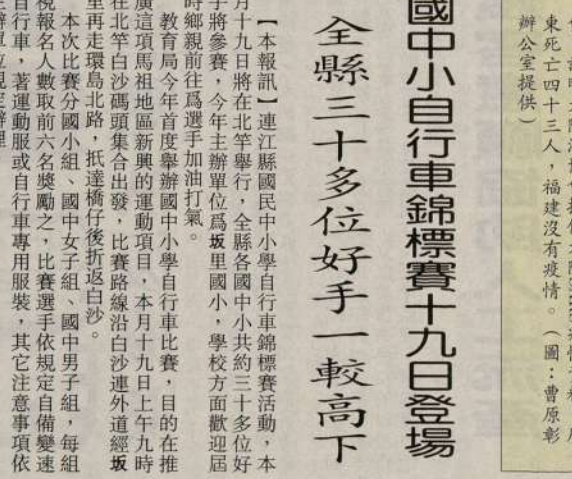 東死亡四十三人，福建沒有疫情。（圖：曹原彰
辦公室提供）
國中小自行車錦標賽十九日登場
全縣三十多位好手一較高下
【本報訊】連江縣國民中小學自行車錦標賽活動，本
月十九日將在北竿舉行，全縣各國中小共約三十多位好
手將參賽，今年主辦單位爲坂里國小，學校方面歡迎屆
時鄉親前往爲選手加油打氣。
教育局今年首度舉辦國中小學自行車比賽，目的在推
廣這項馬祖地區新興的運動項目，本月十九日上午九時
在北竿白沙碼頭集合出發，比賽路線沿白沙連外道經坂
里再走環島北路，抵達橋仔後折返白沙。
本次比賽分國小組、國中女子組、國中男子組，每組
視報名人數取前六名獎勵之，比賽選手依規定自備變速
自行車，著運動服或自行車專用服裝，其它注意事項依